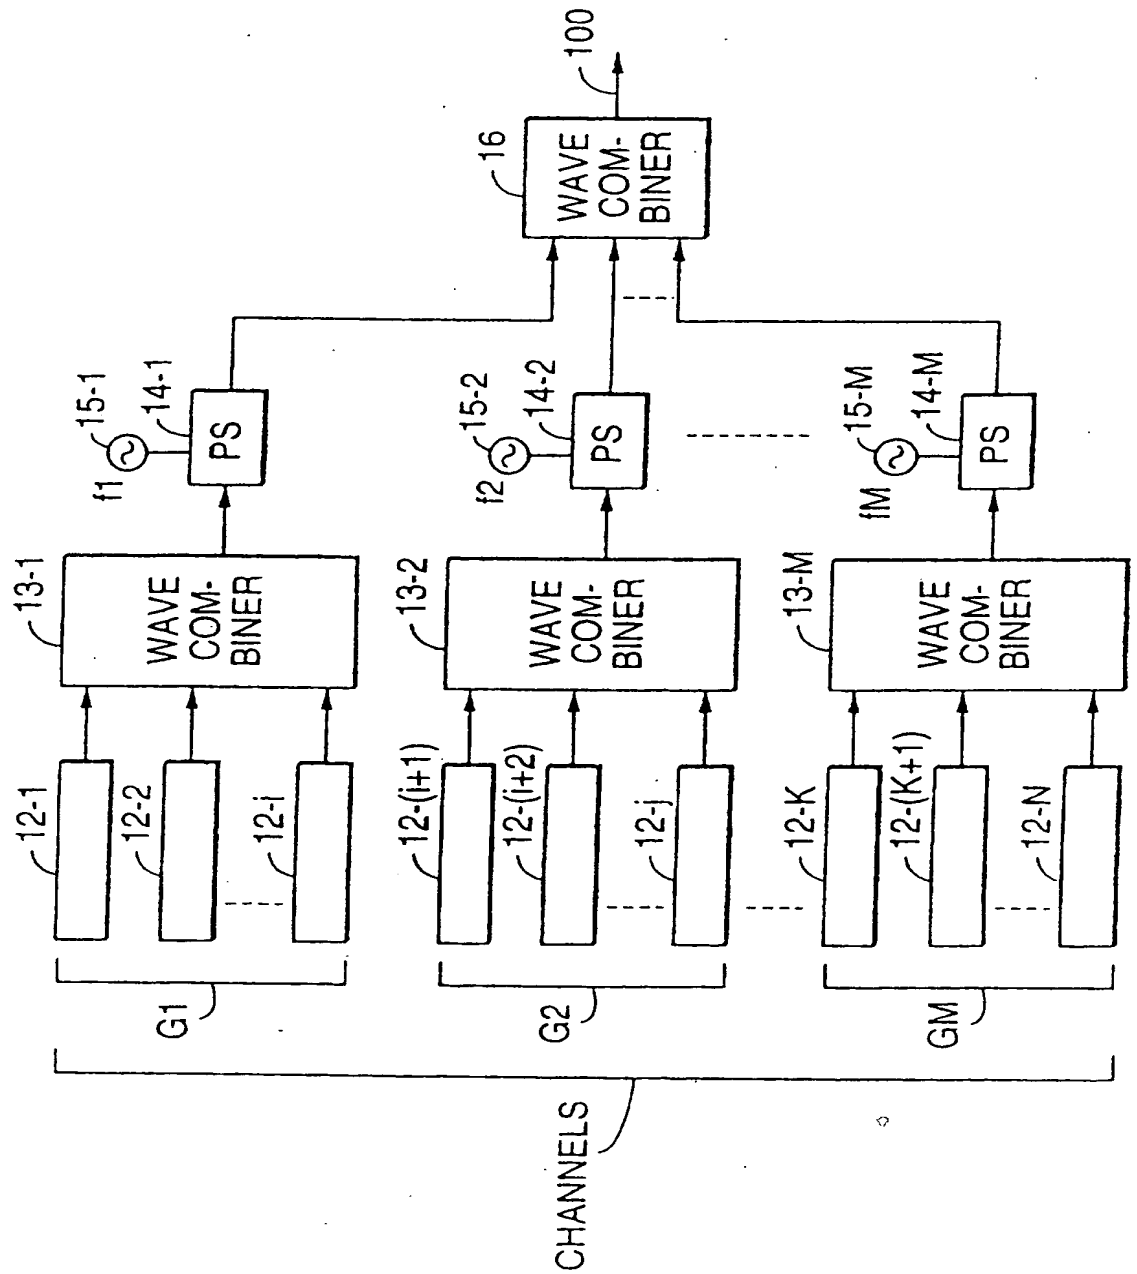 CHANNELS
G1
G2
GM
12-1
12-2
12-i
12-(i+1)
12-(i+2)
12-j
12-K
12-(K+1)
12-N
13-1
WAVE
COM-
BINER
13-2
WAVE
COM-
BINER
13-M
WAVE
COM-
BINER
f1
15-1
14-1
PS
f2
15-2
14-2
PS
fM
15-M
14-M
PS
16
WAVE
COM-
BINER
100